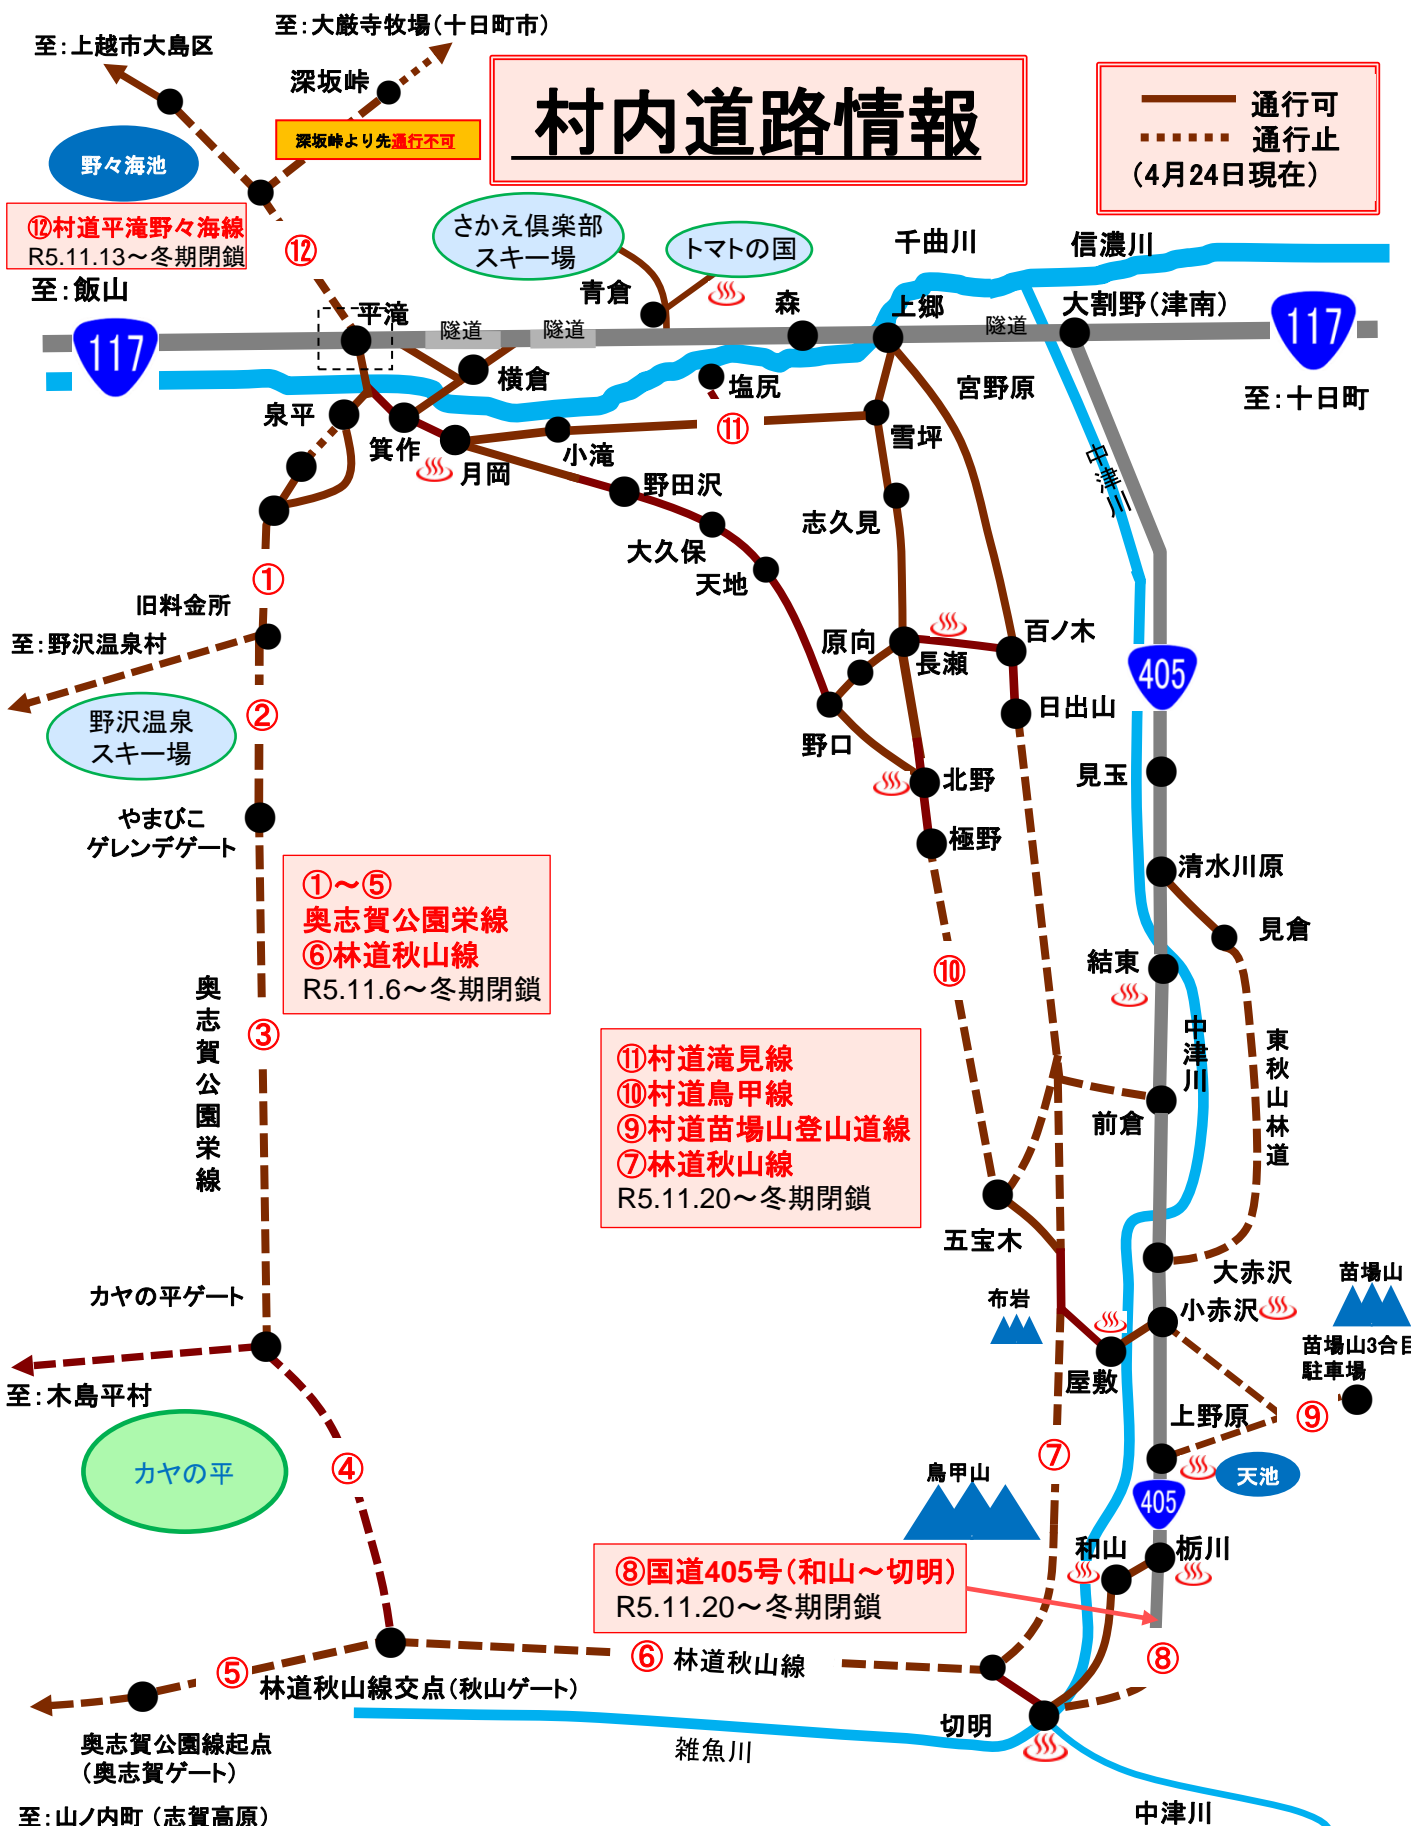 至：大厳寺牧場（十日町市）
至：上越市大島区
深坂峠
村内道路情報
通行可
通行止
（4月24日現在）
深坂峠より先通行不可
野々海池
⑫村道平滝野々海線
R5.11.13～冬期閉鎖
⑫
さかえ倶楽部
スキー場
トマトの国
千曲川
信濃川
至：飯山
青倉
森
上郷
大割野（津南）
平滝
隧道
隧道
隧道
117
117
横倉
塩尻
宮野原
至：十日町
泉平
箕作
月岡
小滝
⑪
雪坪
中津川
野田沢
志久見
大久保
天地
①
旧料金所
至：野沢温泉村
原向
長瀬
百ノ木
405
日出山
野沢温泉
スキー場
②
野口
北野
見玉
やまびこ
ゲレンデゲート
極野
清水川原
①～⑤
奥志賀公園栄線
⑥林道秋山線
R5.11.6～冬期閉鎖
見倉
結東
⑩
奥志賀公園栄線
③
中津川
東秋山林道
⑪村道滝見線
⑩村道鳥甲線
⑨村道苗場山登山道線
⑦林道秋山線
R5.11.20～冬期閉鎖
前倉
五宝木
大赤沢
苗場山
カヤの平ゲート
布岩
小赤沢
苗場山3合目
駐車場
至：木島平村
屋敷
上野原
⑨
カヤの平
④
⑦
鳥甲山
天池
405
⑧国道405号（和山～切明）
R5.11.20～冬期閉鎖
和山
栃川
⑤
林道秋山線交点（秋山ゲート）
⑥
林道秋山線
⑧
切明
奥志賀公園線起点
（奥志賀ゲート）
雑魚川
至：山ノ内町（志賀高原）
中津川